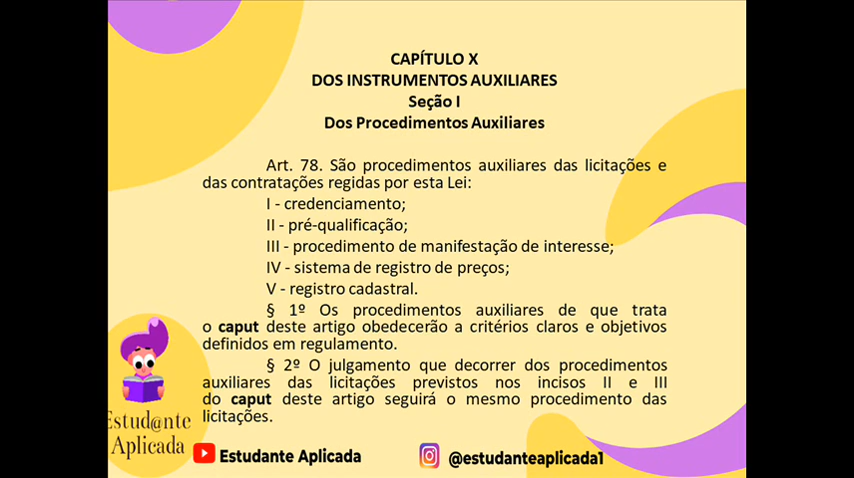 CAPÍTULO X
DOS INSTRUMENTOS AUXILIARES
Seção I
Dos Procedimentos Auxiliares
Art. 78. São procedimentos auxiliares das licitações e
das contratações regidas por esta Lei:
I - credenciamento;
II - pré-qualificação;
III - procedimento de manifestação de interesse;
IV - sistema de registro de preços;
V - registro cadastral.
§ 1º Os procedimentos auxiliares de que trata
o caput deste artigo obedecerão a critérios claros e objetivos
definidos em regulamento.
§ 2º O julgamento que decorrer dos procedimentos
auxiliares das licitações previstos nos incisos II e III
do caput deste artigo seguirá o mesmo procedimento das
licitações.
Estud@nte
Aplicada
Estudante Aplicada
@estudanteaplicada1